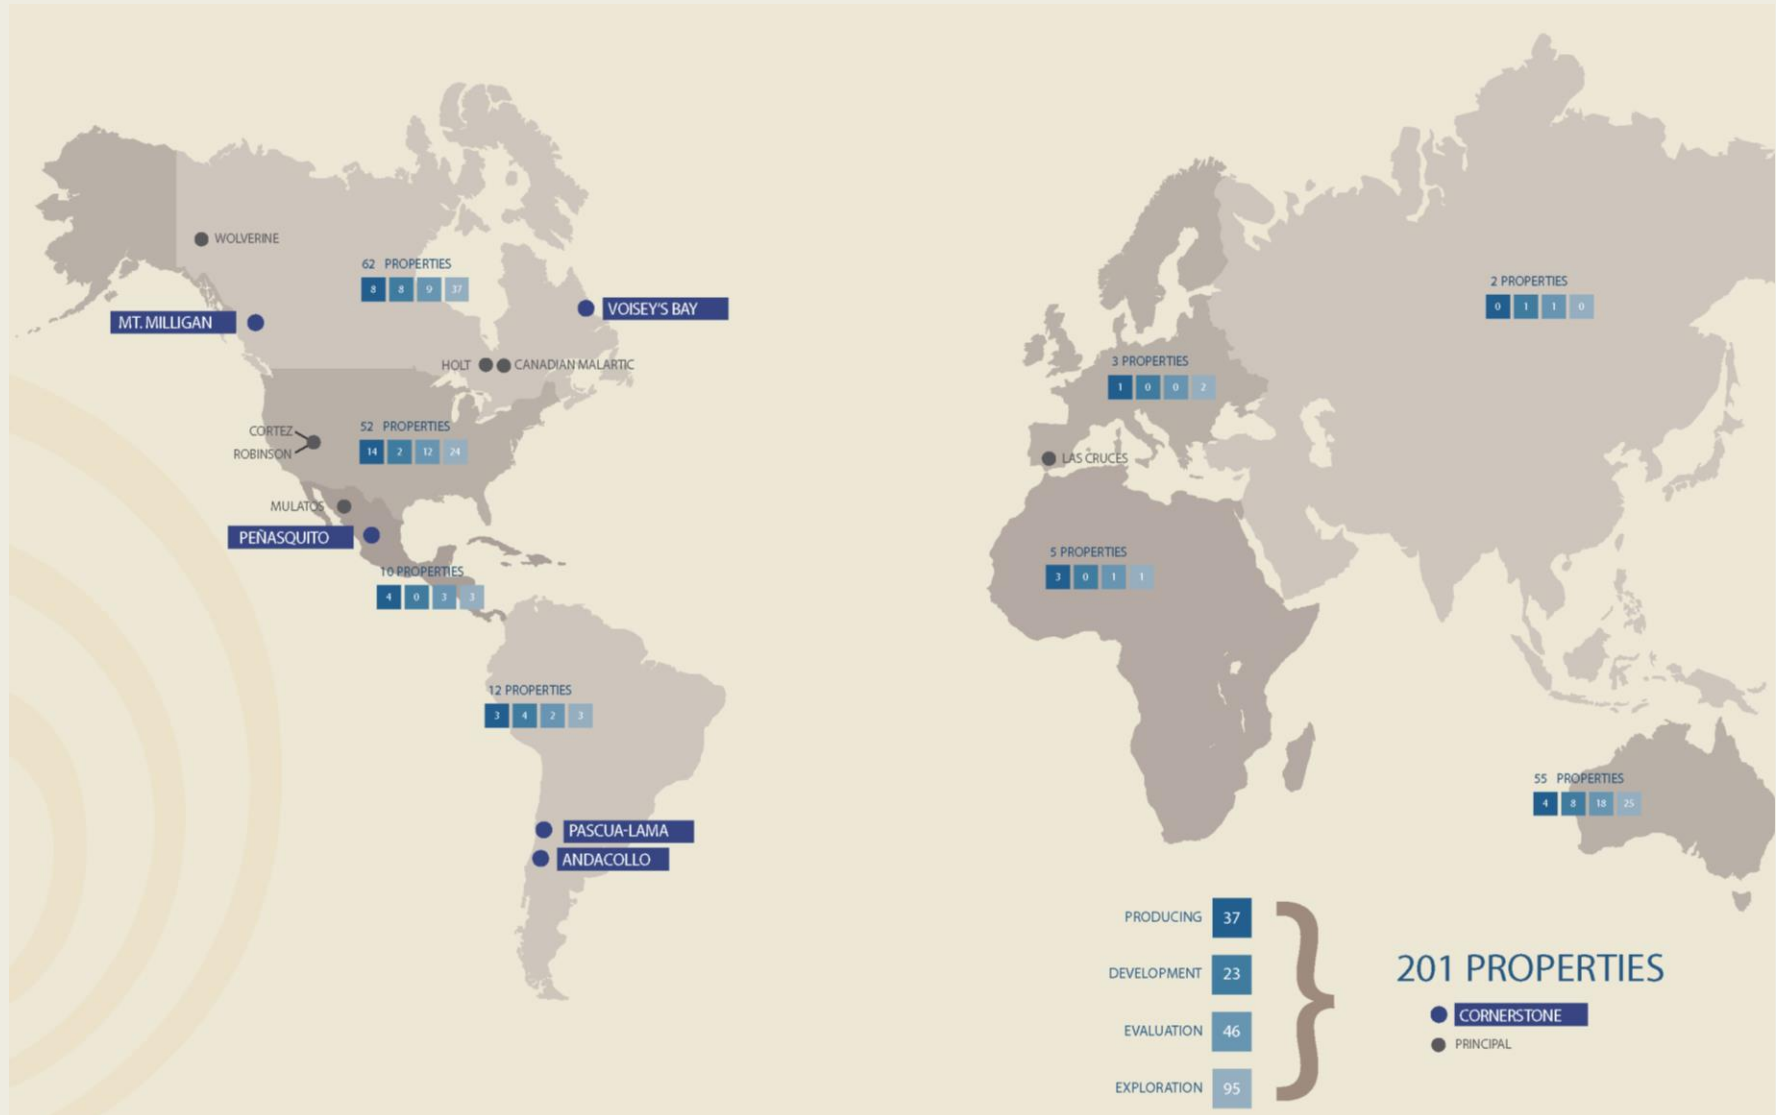 WOLVERINE
62 PROPERTIES
8 8 9 37
MT. MILLIGAN
VOISEY'S BAY
HOLT
CANADIAN MALARTIC
CORTEZ
ROBINSON
52 PROPERTIES
14 2 12 24
MULATOS
PEÑASQUITO
10 PROPERTIES
4 0 3 3
12 PROPERTIES
3 4 2 3
PASCUA-LAMA
ANDACOLLO
2 PROPERTIES
0 1 1 0
3 PROPERTIES
1 0 0 2
LAS CRUCES
5 PROPERTIES
3 0 1 1
55 PROPERTIES
4 8 18 25
PRODUCING 37
DEVELOPMENT 23
EVALUATION 46
EXPLORATION 95
201 PROPERTIES
CORNERSTONE
PRINCIPAL